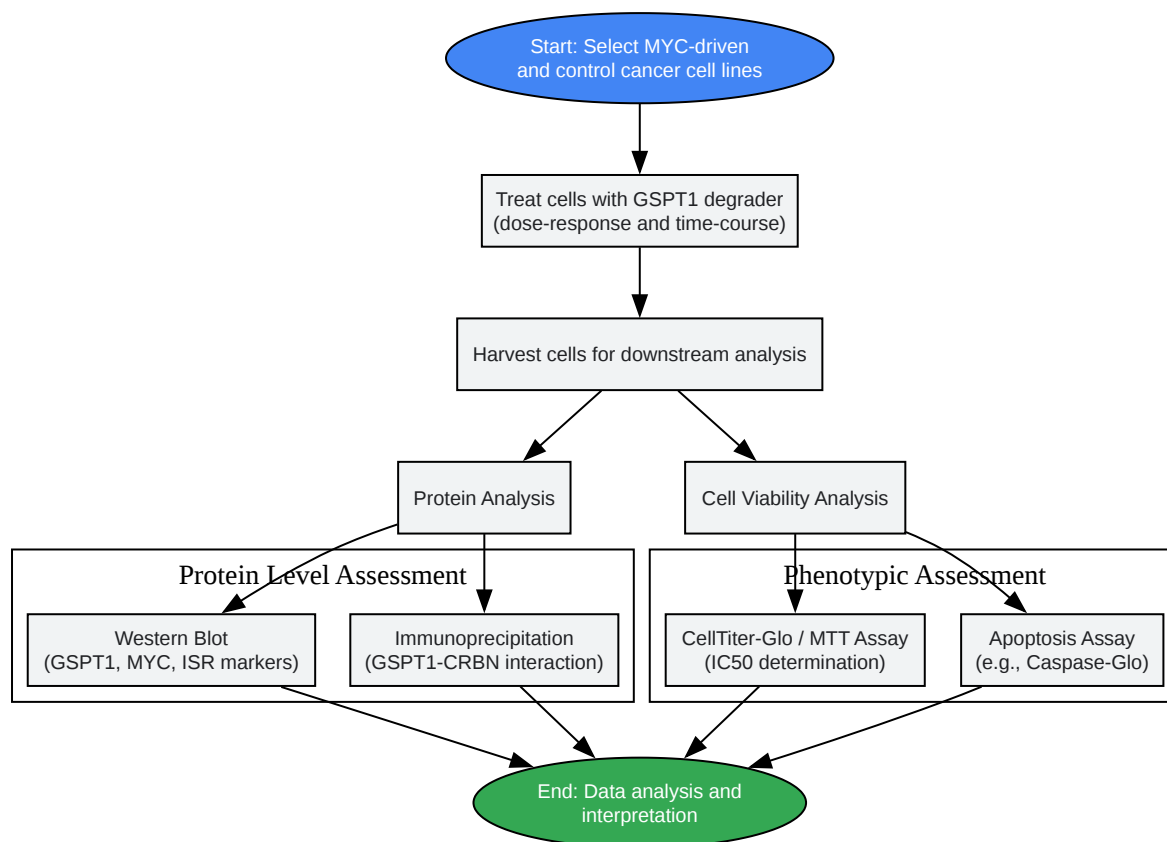 Start: Select MYC-driven
and control cancer cell lines
Treat cells with GSPT1 degrader
(dose-response and time-course)
Harvest cells for downstream analysis
Protein Analysis
Cell Viability Analysis
Protein Level Assessment
Phenotypic Assessment
Western Blot
(GSPT1, MYC, ISR markers)
Immunoprecipitation
(GSPT1-CRBN interaction)
CellTiter-Glo / MTT Assay
(IC50 determination)
Apoptosis Assay
(e.g., Caspase-Glo)
End: Data analysis and
interpretation